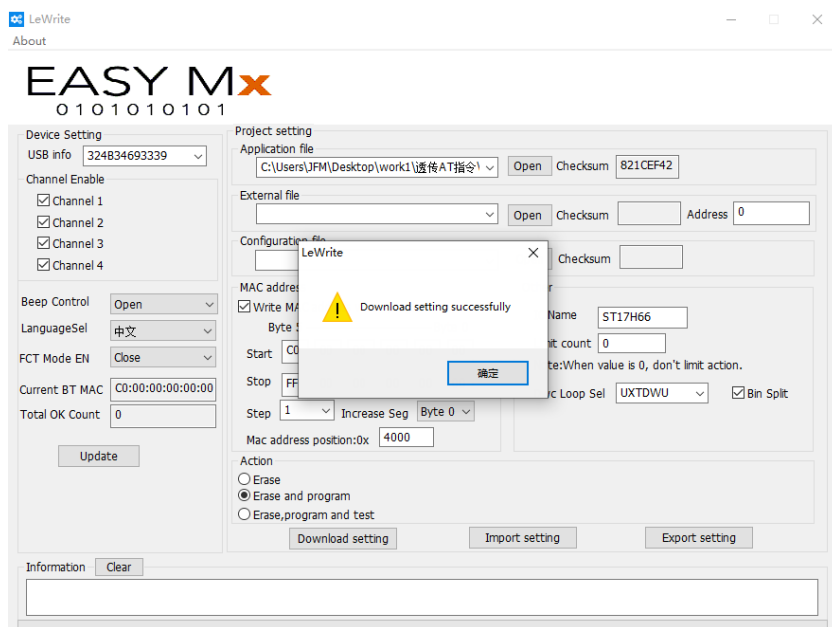 LeWrite
About
EASY Mx
0101010101
Device Setting
USB info 324B34693339
Channel Enable
Channel 1
Channel 2
Channel 3
Channel 4
Beep Control Open
LanguageSel 中文
FCT Mode EN Close
Current BT MAC C0:00:00:00:00:00
Total OK Count 0
Update
Project setting
Application file
C:\Users\JFM\Desktop\work1\透传AT指令\ Open Checksum 821CEF42
External file
Open Checksum Address 0
Configuration file
Checksum
LeWrite
Download setting successfully
确定
MAC addre
Write MA
Byte
Start C0
Stop FF
Step 1 Increase Seg Byte 0
Mac address position:0x 4000
Name ST17H66
it count 0
te:When value is 0, don't limit action.
c Loop Sel UXTDWU Bin Split
Action
Erase
Erase and program
Erase,program and test
Download setting Import setting Export setting
Information Clear